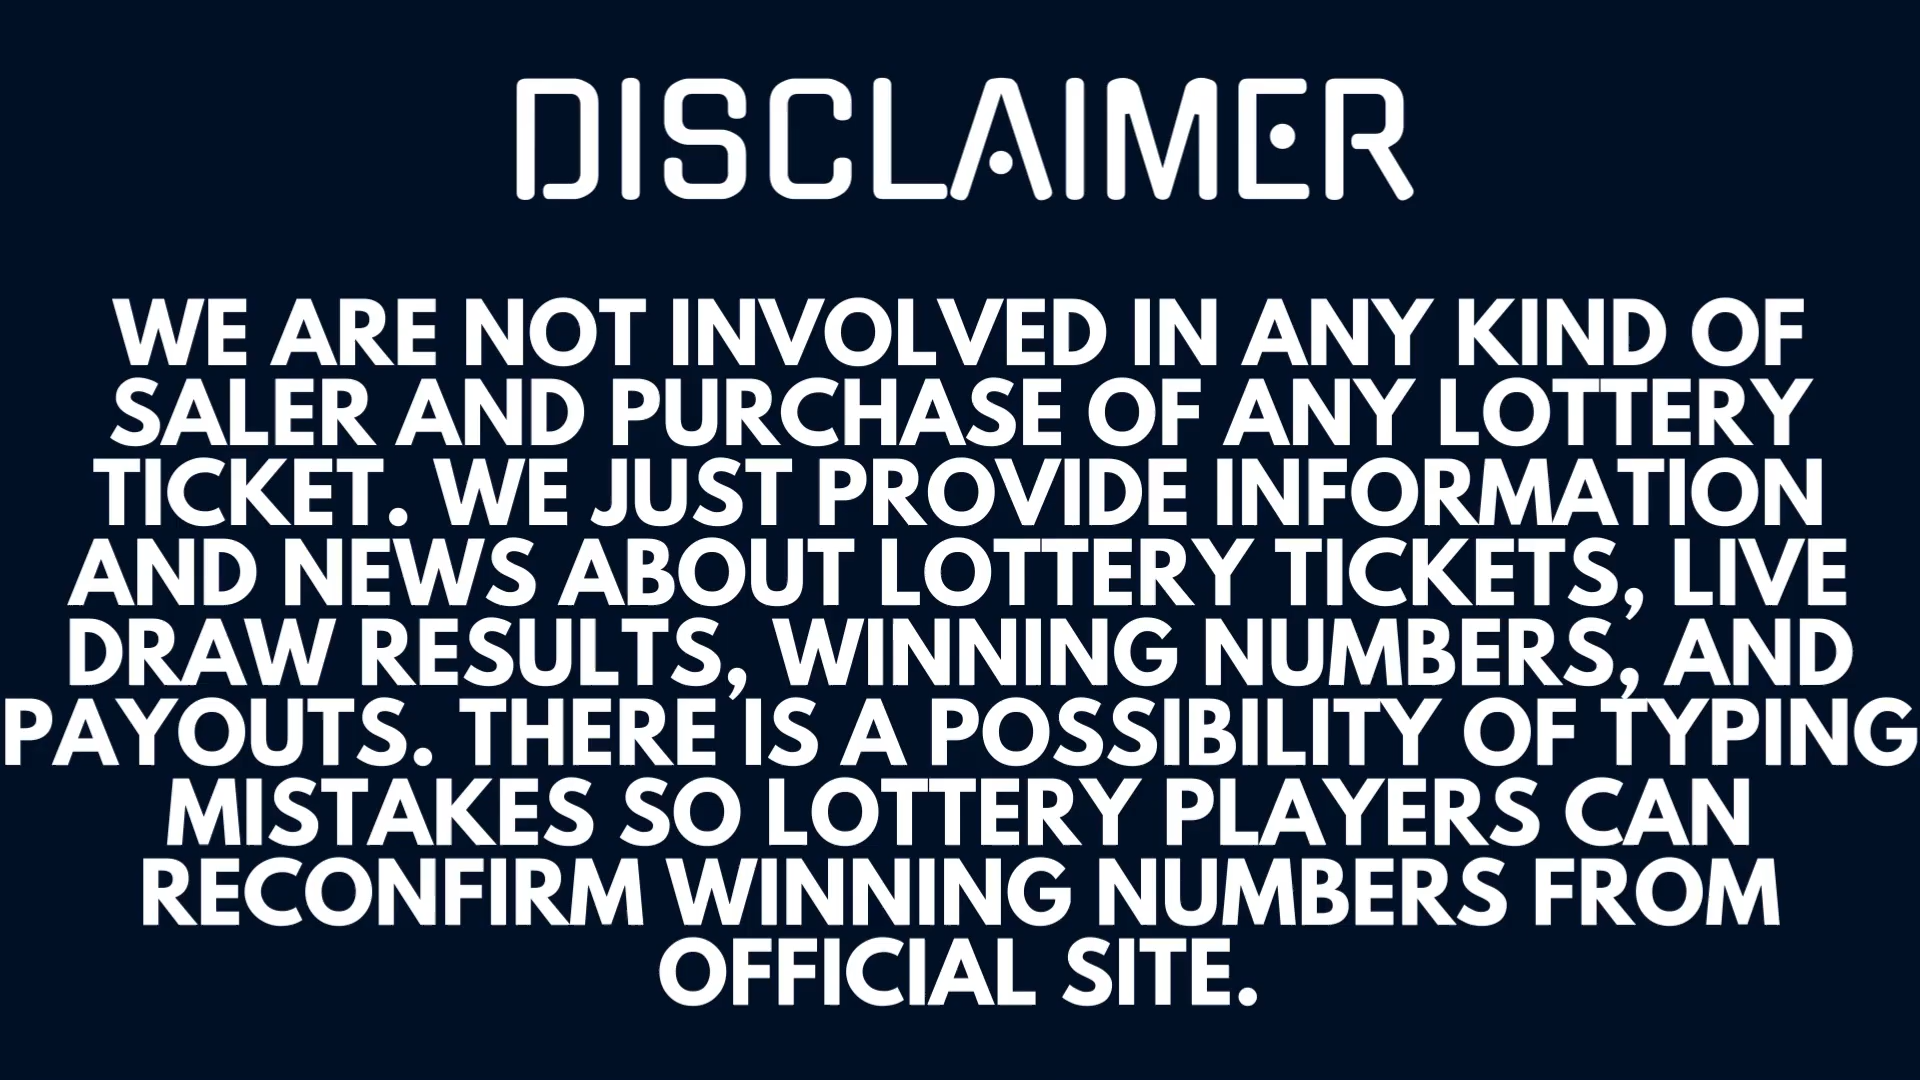 DISCLAIMER
WE ARE NOT INVOLVED IN ANY KIND OF
SALER AND PURCHASE OF ANY LOTTERY
TICKET. WE JUST PROVIDE INFORMATION
AND NEWS ABOUT LOTTERY TICKETS, LIVE
DRAW RESULTS, WINNING NUMBERS, AND
PAYOUTS. THERE IS A POSSIBILITY OF TYPING
MISTAKES SO LOTTERY PLAYERS CAN
RECONFIRM WINNING NUMBERS FROM
OFFICIAL SITE.